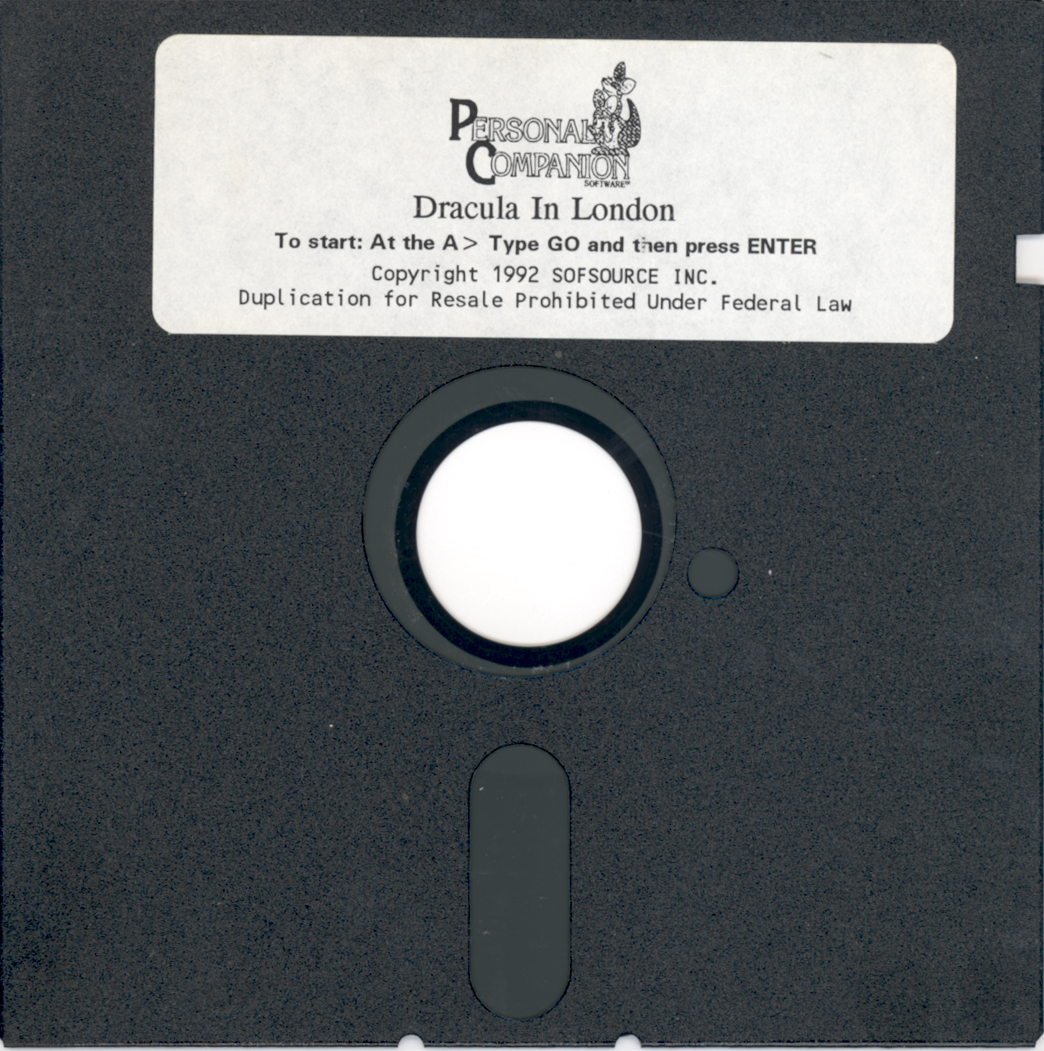 PERSONAL
COMPANION
SOFTWARE™
Dracula In London
To start: At the A> Type GO and then press ENTER
Copyright 1992 SOFSOURCE INC.
Duplication for Resale Prohibited Under Federal Law